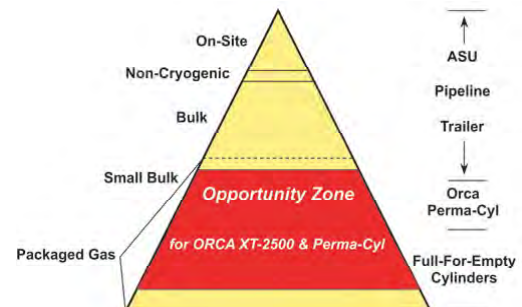 On-Site
Non-Cryogenic
Bulk
Small Bulk
Packaged Gas
Opportunity Zone
for ORCA XT-2500 & Perma-Cyl
ASU
Pipeline
Trailer
Orca
Perma-Cyl
Full-For-Empty
Cylinders